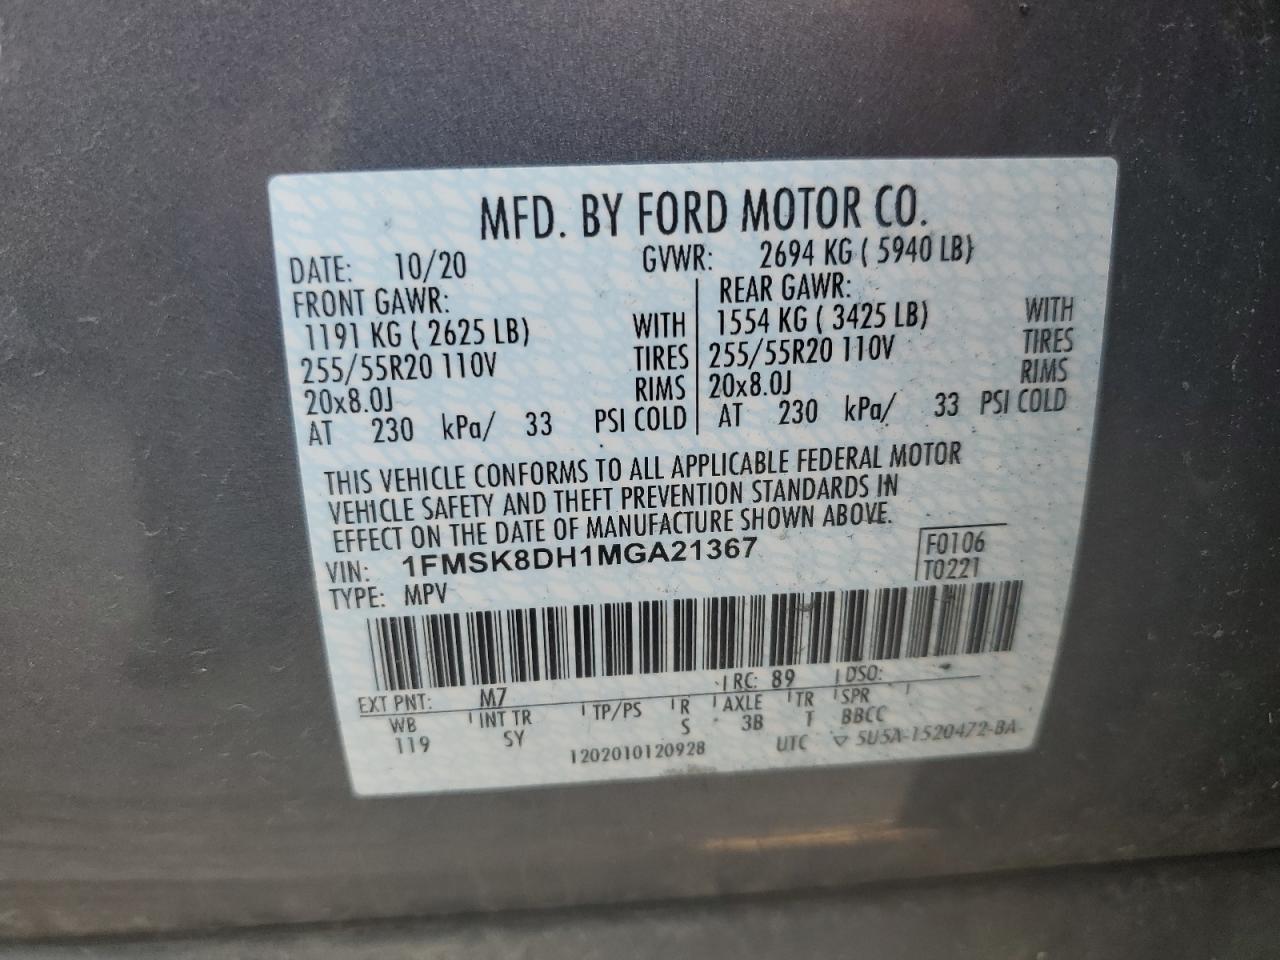 MFD. BY FORD MOTOR CO.
DATE: 10/20 GVWR: 2694 KG ( 5940 LB)
FRONT GAWR: REAR GAWR:
1191 KG ( 2625 LB) WITH 1554 KG ( 3425 LB) WITH
255/55R20 110V TIRES 255/55R20 110V TIRES
20x8.0J RIMS 20x8.0J RIMS
AT 230 kPa/ 33 PSI COLD AT 230 kPa/ 33 PSI COLD
THIS VEHICLE CONFORMS TO ALL APPLICABLE FEDERAL MOTOR
VEHICLE SAFETY AND THEFT PREVENTION STANDARDS IN
EFFECT ON THE DATE OF MANUFACTURE SHOWN ABOVE.
VIN: 1FMSK8DH1MGA21367 F0106
TYPE: MPV T0221
EXT PNT: M7 RC: 89 DSO:
WB INT TR TP/PS R AXLE TR SPR
119 SY S 3B T BBCC
1202010120928 UTC ▽ 5U5A-1520472-BA